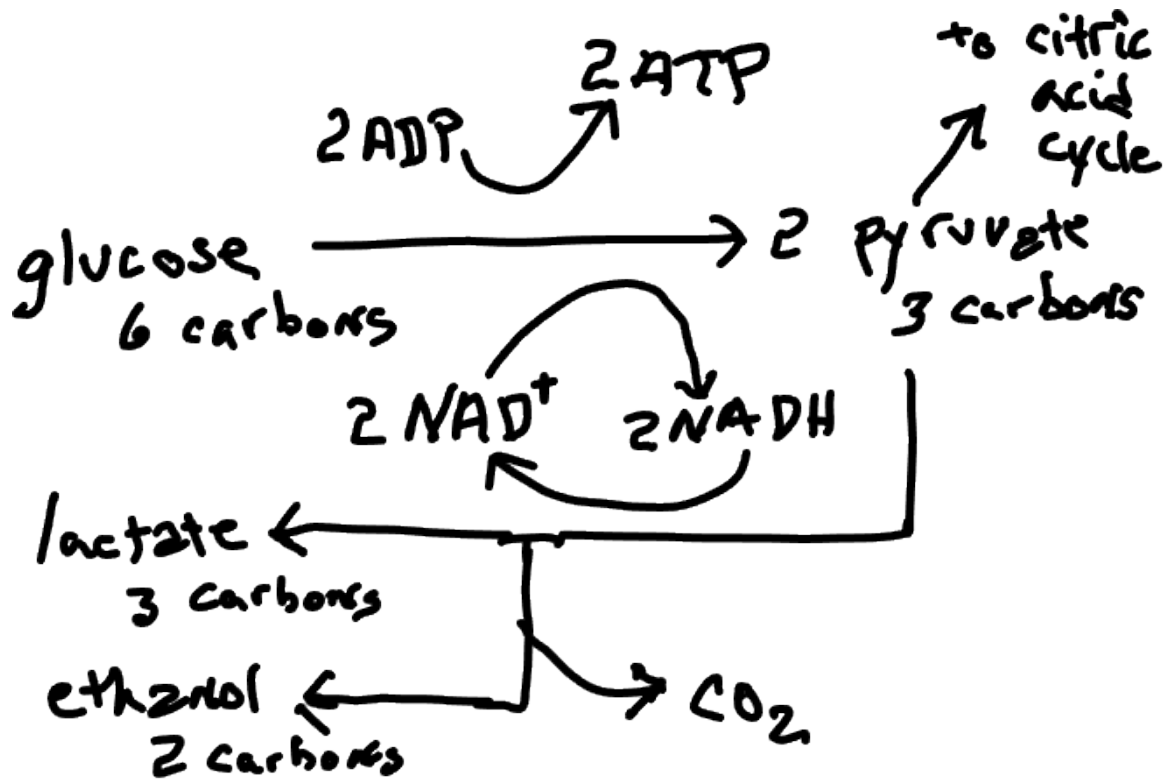 to citric
acid
cycle
2 ATP
2 ADP
glucose
6 carbons
2 pyruvate
3 carbons
2 NAD+
2 NADH
lactate
3 carbons
ethanol
2 carbons
CO2